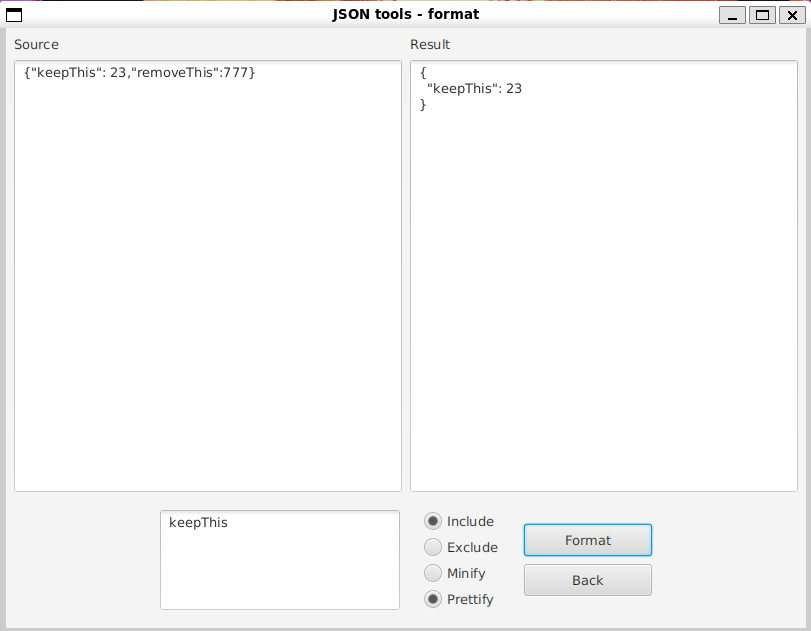 JSON tools - format
Source
Result
{"keepThis": 23,"removeThis":777}
{
"keepThis": 23
}
keepThis
Include
Exclude
Minify
Prettify
Format
Back